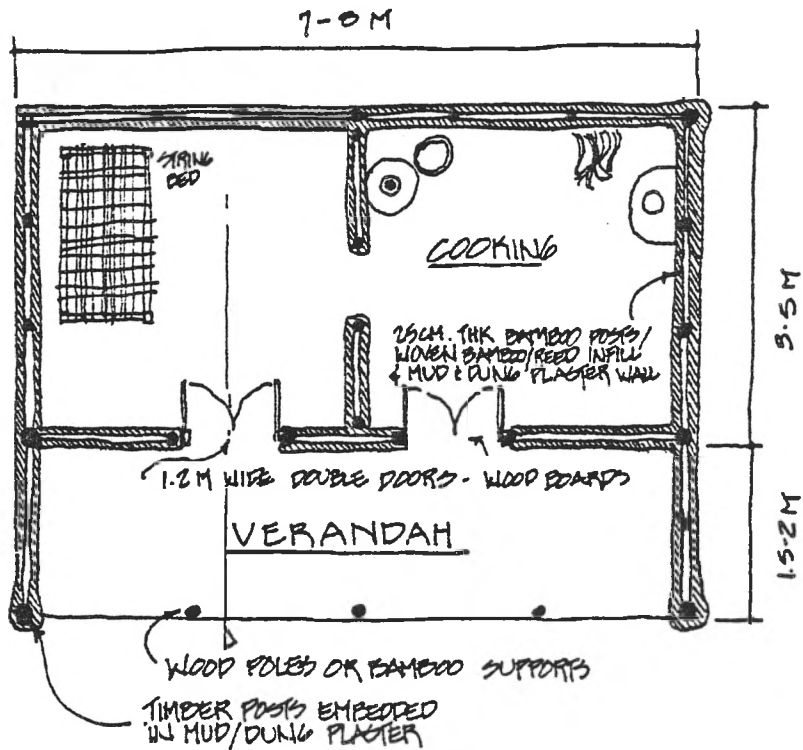 7-8 M
STRING
BED
COOKING
25CM. THK BAMBOO POSTS/
WOVEN BAMBOO/REED INFILL
& MUD & DUNG PLASTER WALL
3.5 M
1.2 M WIDE DOUBLE DOORS - WOOD BOARDS
VERANDAH
1.5-2 M
WOOD POLES OR BAMBOO SUPPORTS
TIMBER POSTS EMBEDDED
IN MUD/DUNG PLASTER